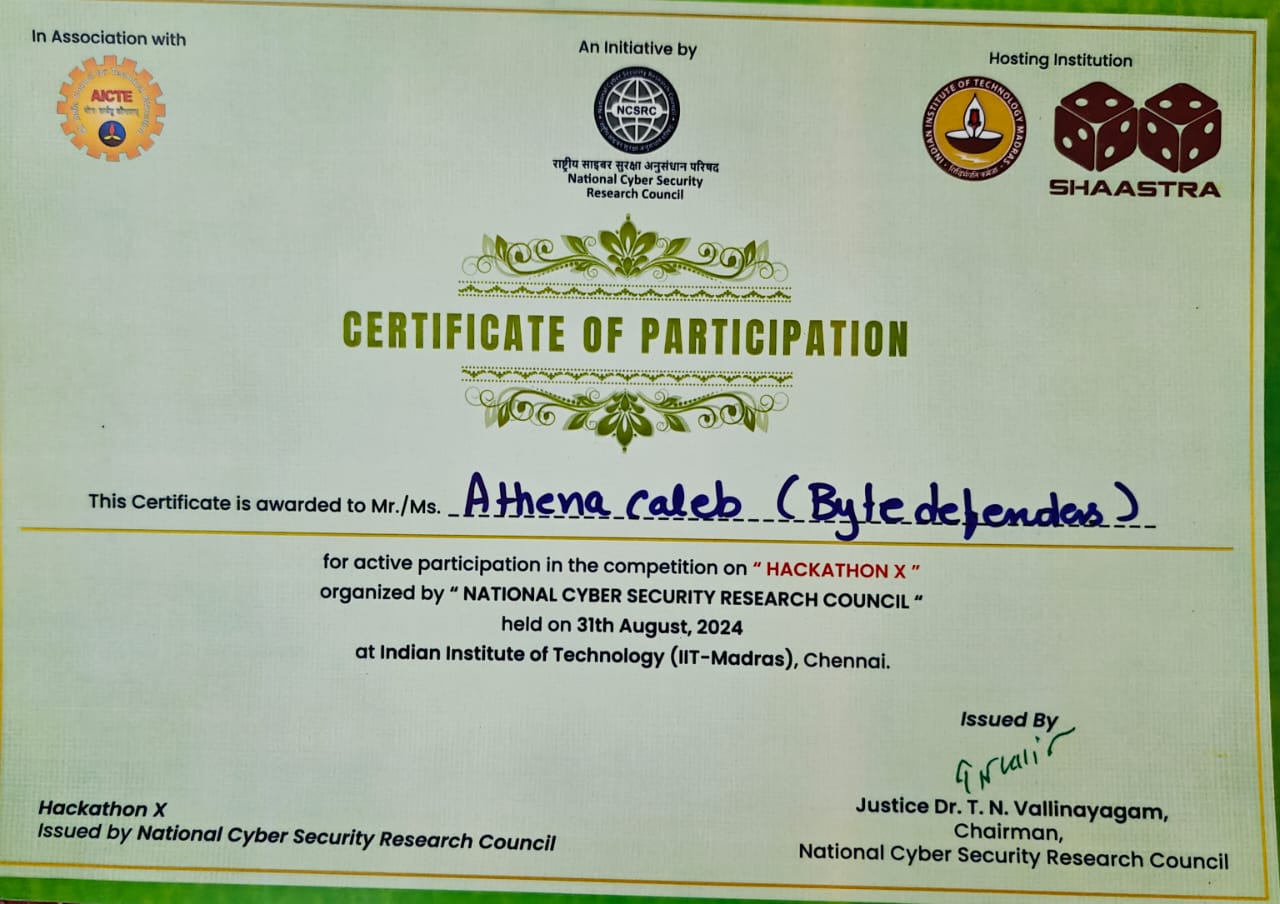 In Association with
AICTE
An Initiative by
NCSRC
राष्ट्रीय साइबर सुरक्षा अनुसंधान परिषद
National Cyber Security
Research Council
Hosting Institution
INDIAN INSTITUTE OF TECHNOLOGY MADRAS
SHAASTRA
CERTIFICATE OF PARTICIPATION
This Certificate is awarded to Mr./Ms. Athena caleb (Byte defenders)
for active participation in the competition on “ HACKATHON X ”
organized by “ NATIONAL CYBER SECURITY RESEARCH COUNCIL “
held on 31th August, 2024
at Indian Institute of Technology (IIT-Madras), Chennai.
Issued By
Justice Dr. T. N. Vallinayagam,
Chairman,
National Cyber Security Research Council
Hackathon X
Issued by National Cyber Security Research Council